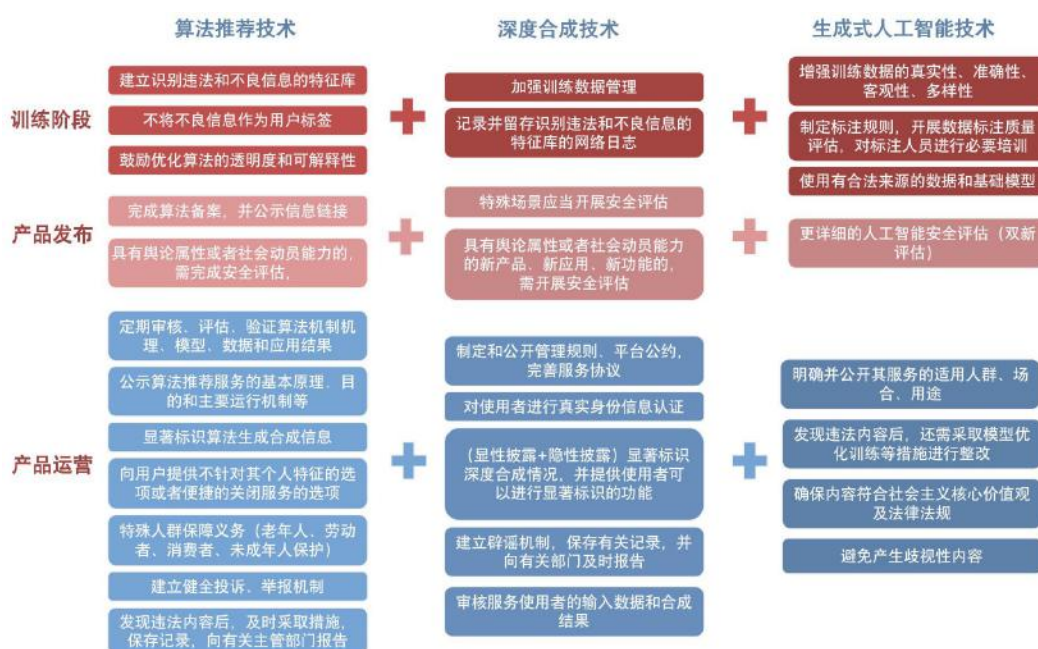 算法推荐技术
深度合成技术
生成式人工智能技术
训练阶段
建立识别违法和不良信息的特征库
不将不良信息作为用户标签
鼓励优化算法的透明度和可解释性
加强训练数据管理
记录并留存识别违法和不良信息的
特征库的网络日志
增强训练数据的真实性、准确性、
客观性、多样性
制定标注规则，开展数据标注质量
评估，对标注人员进行必要培训
使用有合法来源的数据和基础模型
产品发布
完成算法备案，并公示信息链接
具有舆论属性或者社会动员能力的，
需完成安全评估，
特殊场景应当开展安全评估
具有舆论属性或者社会动员能力
的新产品、新应用、新功能的，
需开展安全评估
更详细的人工智能安全评估（双新
评估）
产品运营
定期审核、评估、验证算法机制机
理、模型、数据和应用结果
公示算法推荐服务的基本原理、目
的和主要运行机制等
显著标识算法生成合成信息
向用户提供不针对其个人特征的选
项或者便捷的关闭服务的选项
特殊人群保障义务（老年人、劳动
者、消费者、未成年人保护）
建立健全投诉、举报机制
发现违法内容后，及时采取措施，
保存记录，向有关主管部门报告
制定和公开管理规则、平台公约，
完善服务协议
对使用者进行真实身份信息认证
（显性披露+隐性披露）显著标识
深度合成情况，并提供使用者可
以进行显著标识的功能
建立辟谣机制，保存有关记录，并
向有关部门及时报告
审核服务使用者的输入数据和合成
结果
明确并公开其服务的适用人群、场
合、用途
发现违法内容后，还需采取模型优
化训练等措施进行整改
确保内容符合社会主义核心价值观
及法律法规
避免产生歧视性内容